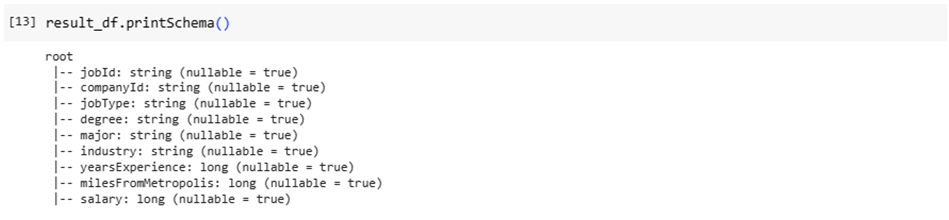 [13] result_df.printSchema()
root
|-- jobId: string (nullable = true)
|-- companyId: string (nullable = true)
|-- jobType: string (nullable = true)
|-- degree: string (nullable = true)
|-- major: string (nullable = true)
|-- industry: string (nullable = true)
|-- yearsExperience: long (nullable = true)
|-- milesFromMetropolis: long (nullable = true)
|-- salary: long (nullable = true)